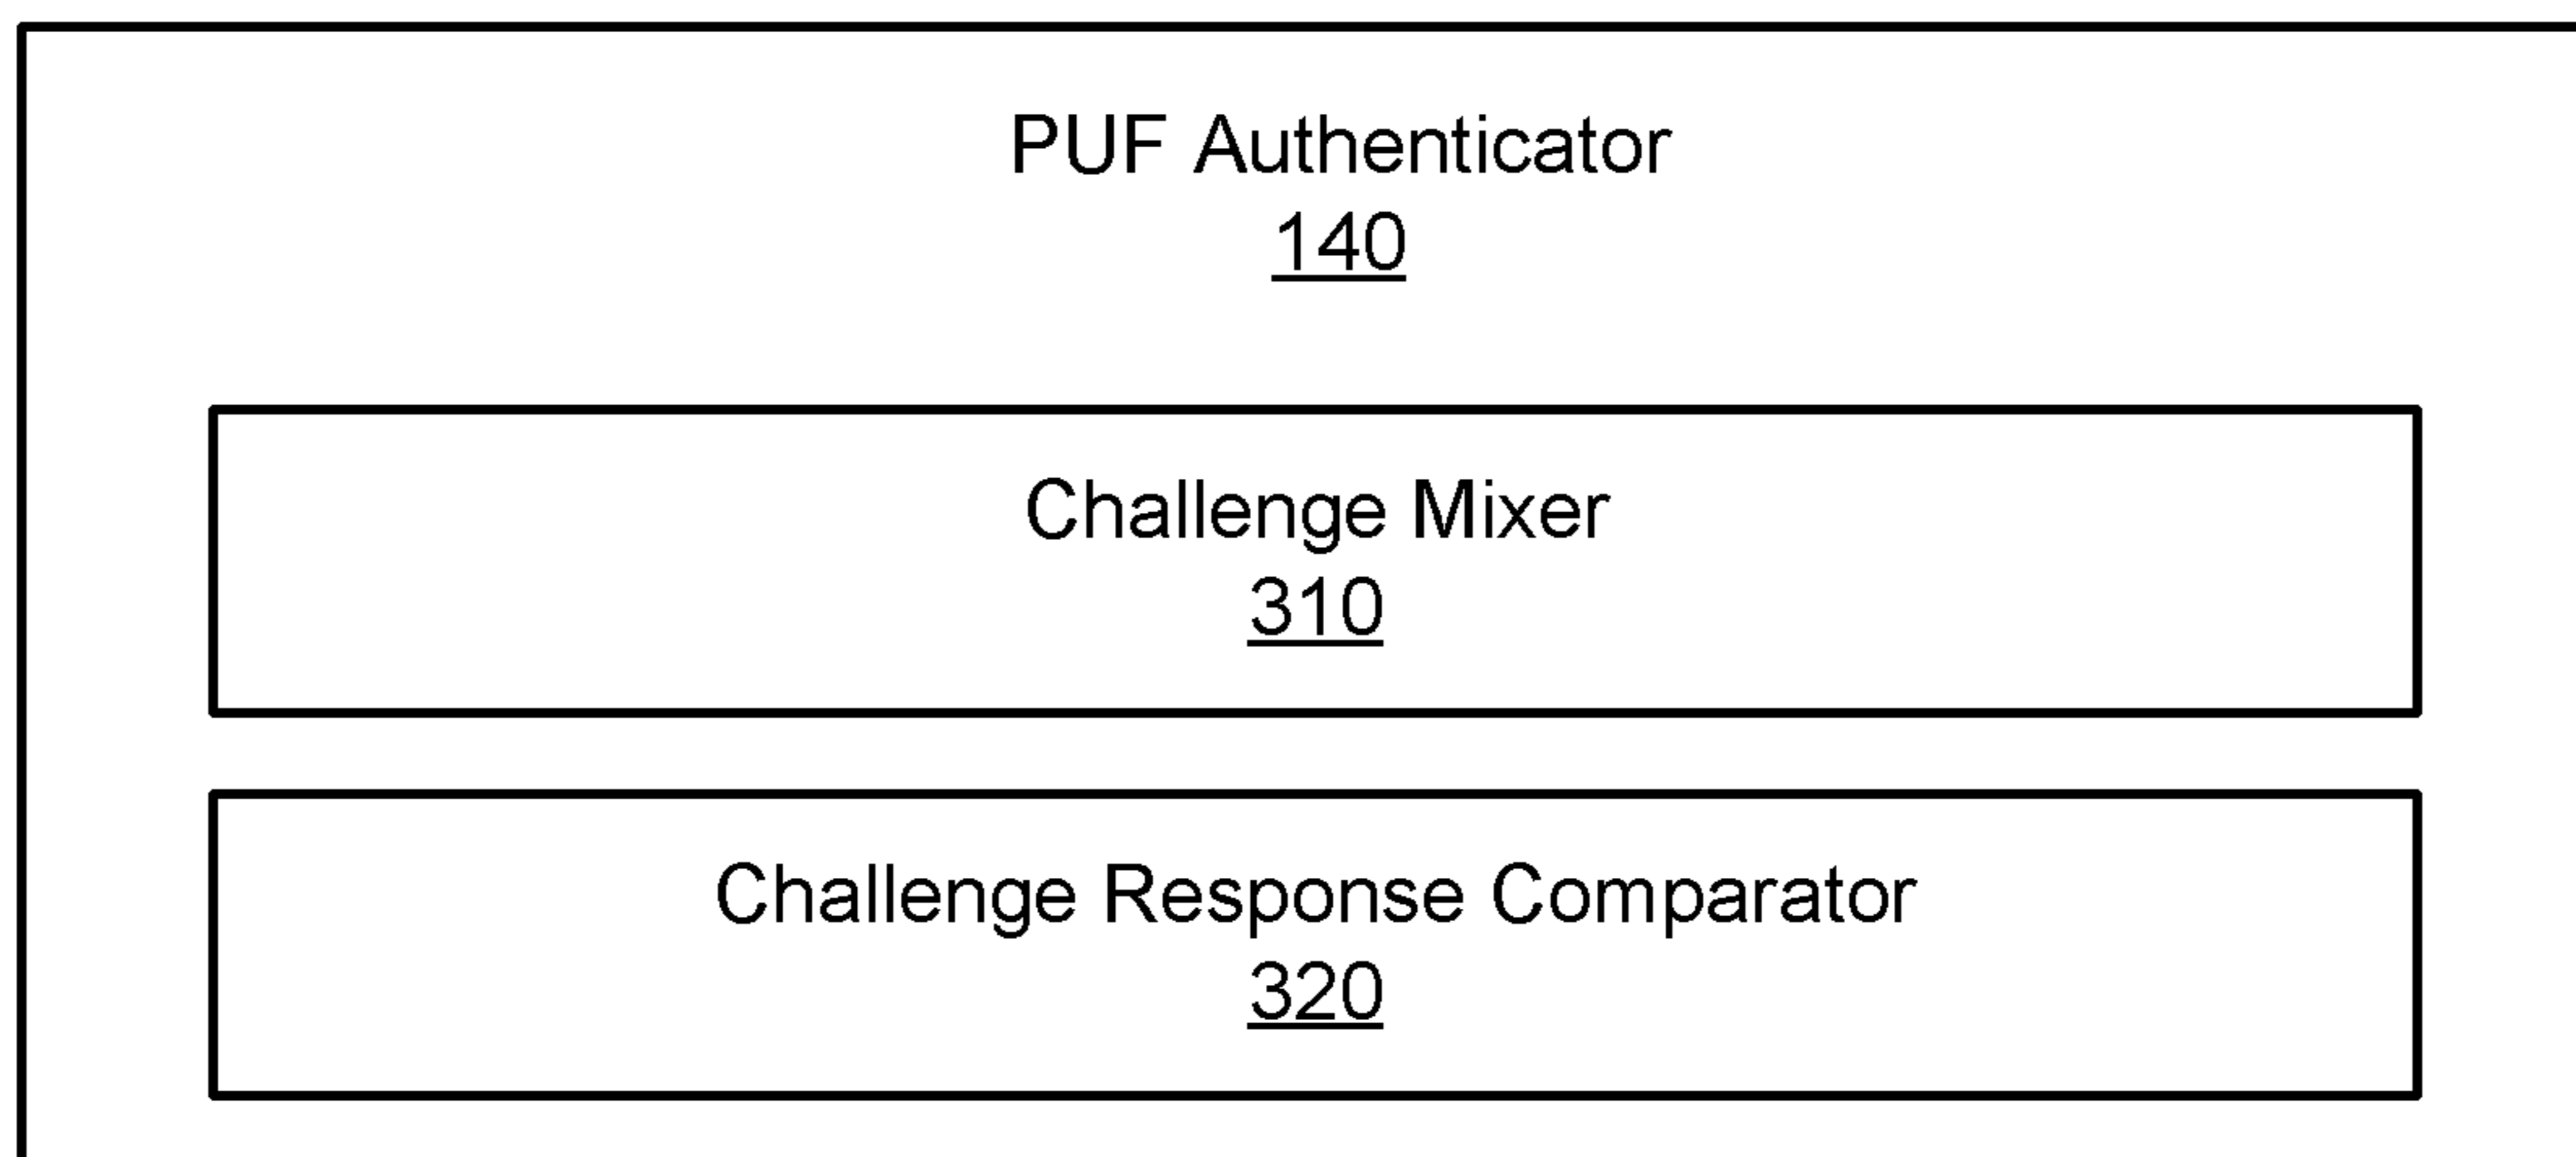 PUF Authenticator
140
Challenge Mixer
310
Challenge Response Comparator
320